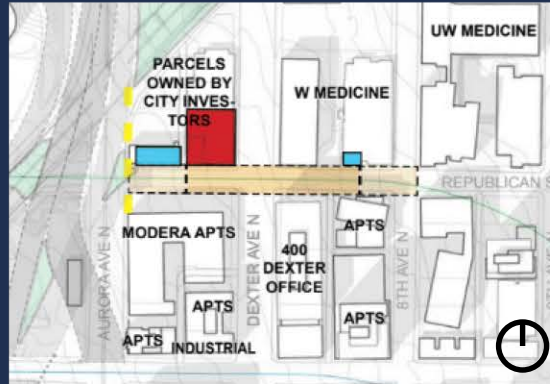 UW MEDICINE
PARCELS
OWNED BY
CITY INVES-
TORS
W MEDICINE
REPUBLICAN S
MODERA APTS
APTS
400
DEXTER
OFFICE
AURORA AVE N
DEXTER AVE N
8TH AVE N
APTS
APTS
APTS
INDUSTRIAL